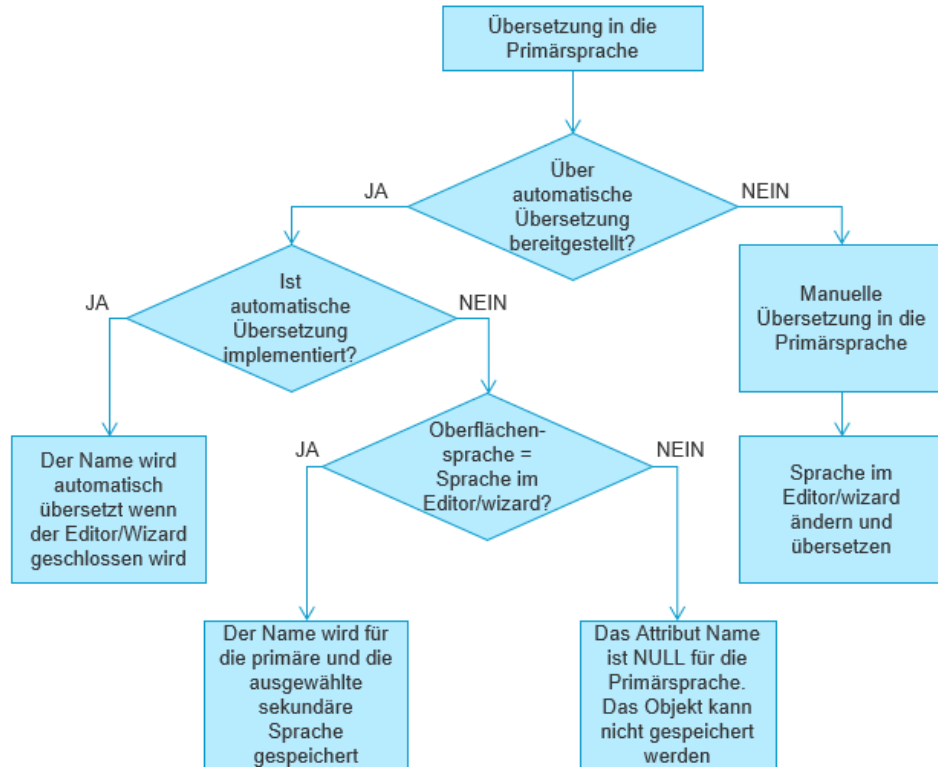 Übersetzung in die
Primärsprache
Über
automatische
Übersetzung
bereitgestellt?
JA
NEIN
Ist
automatische
Übersetzung
implementiert?
JA
NEIN
Manuelle
Übersetzung in die
Primärsprache
Oberflächen-
sprache =
Sprache im
Editor/wizard?
JA
NEIN
Der Name wird
automatisch
übersetzt wenn
der Editor/Wizard
geschlossen wird
Sprache im
Editor/wizard
ändern und
übersetzen
Der Name wird für
die primäre und die
ausgewählte
sekundäre
Sprache
gespeichert
Das Attribut Name
ist NULL für die
Primärsprache.
Das Objekt kann
nicht gespeichert
werden